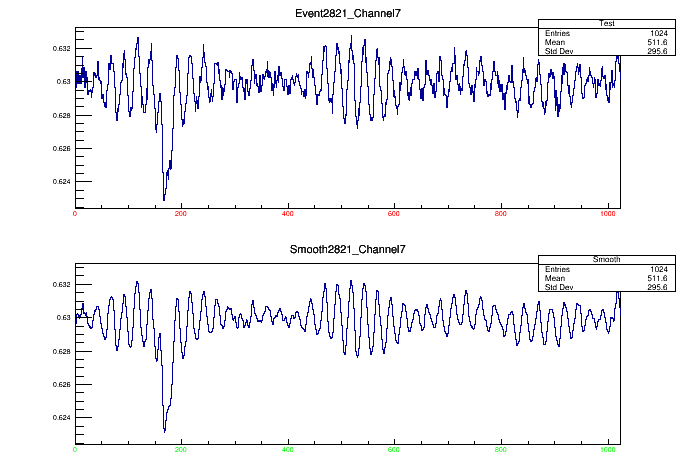 Event2821_Channel7
Test
Entries 1024
Mean 511.6
Std Dev 295.6
0.632
0.63
0.628
0.626
0.624
0 200 400 600 800 1000
Smooth2821_Channel7
Smooth
Entries 1024
Mean 511.6
Std Dev 295.6
0.632
0.63
0.628
0.626
0.624
0 200 400 600 800 1000